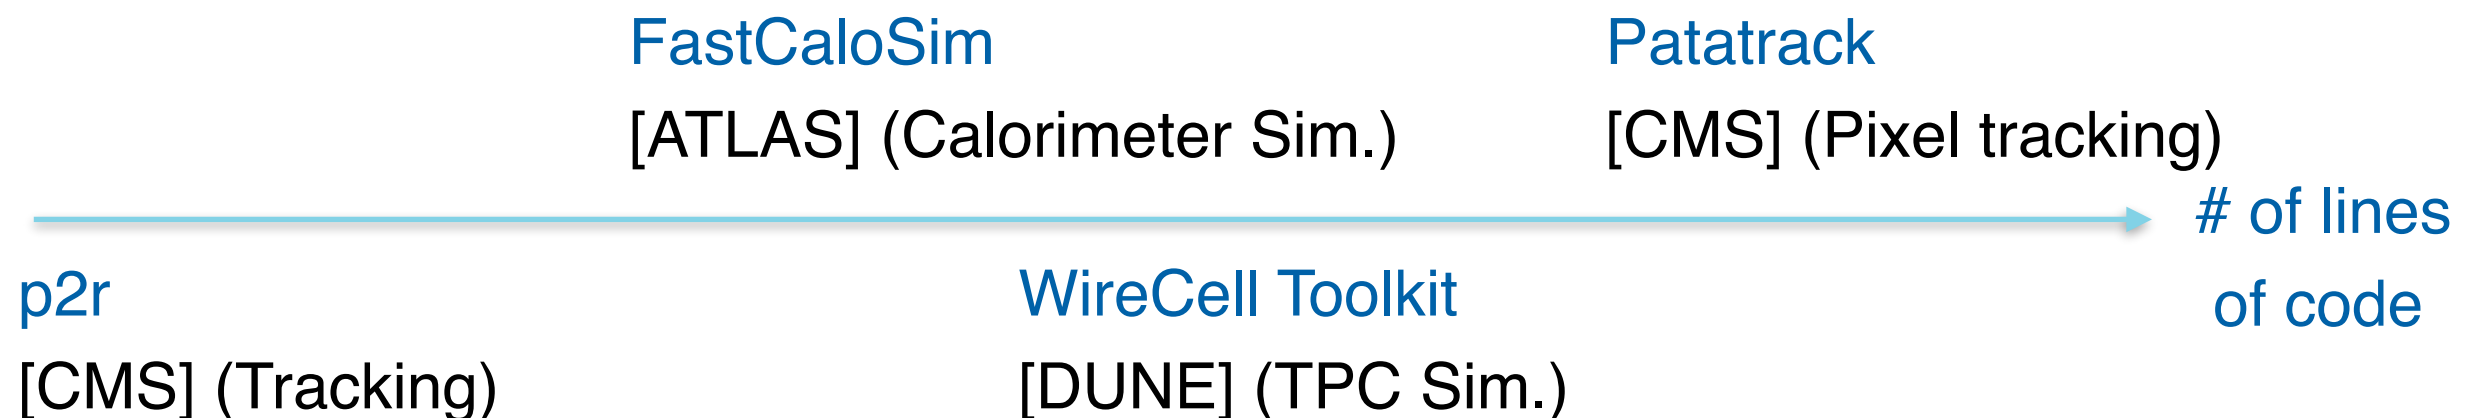 FastCaloSim
[ATLAS] (Calorimeter Sim.)
Patatrack
[CMS] (Pixel tracking)
# of lines
of code
p2r
[CMS] (Tracking)
WireCell Toolkit
[DUNE] (TPC Sim.)